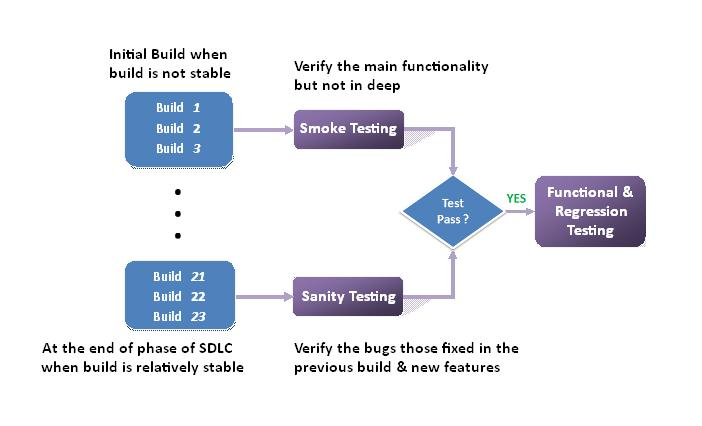 Initial Build when
build is not stable
Verify the main functionality
but not in deep
Build 1
Build 2
Build 3
Smoke Testing
Test
Pass ?
YES
Functional &
Regression
Testing
Build 21
Build 22
Build 23
Sanity Testing
At the end of phase of SDLC
when build is relatively stable
Verify the bugs those fixed in the
previous build & new features